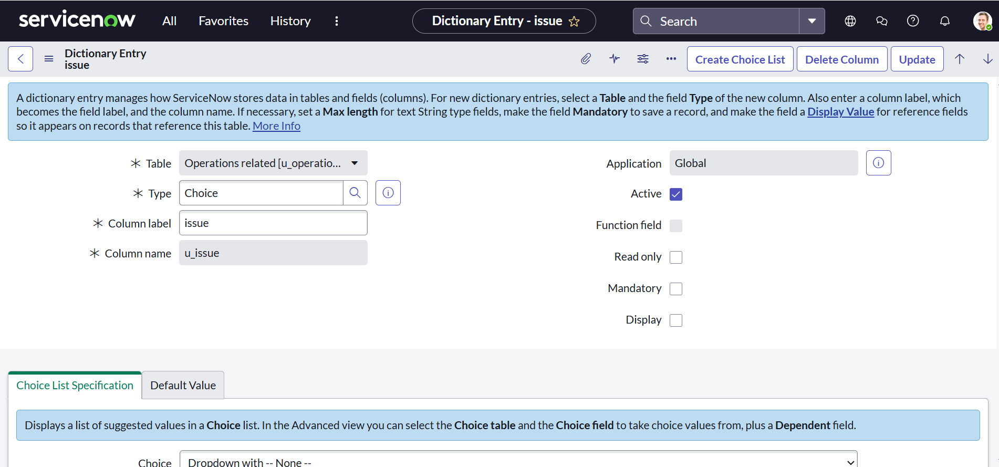 servicenow All Favorites History Dictionary Entry - issue Search
Dictionary Entry
issue
Create Choice List Delete Column Update
A dictionary entry manages how ServiceNow stores data in tables and fields (columns). For new dictionary entries, select a Table and the field Type of the new column. Also enter a column label, which
becomes the field label, and the column name. If necessary, set a Max length for text String type fields, make the field Mandatory to save a record, and make the field a Display Value for reference fields
so it appears on records that reference this table. More Info
Table Operations related [u_operatio...
Type Choice
Column label issue
Column name u_issue
Application Global
Active
Function field
Read only
Mandatory
Display
Choice List Specification Default Value
Displays a list of suggested values in a Choice list. In the Advanced view you can select the Choice table and the Choice field to take choice values from, plus a Dependent field.
Choice Dropdown with -- None --